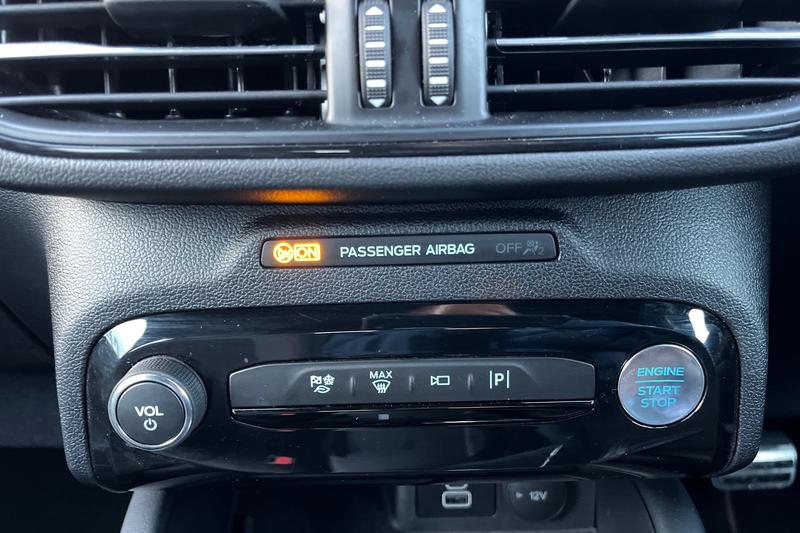 ON PASSENGER AIRBAG OFF
MAX
P
VOL
ENGINE
START
STOP
12V